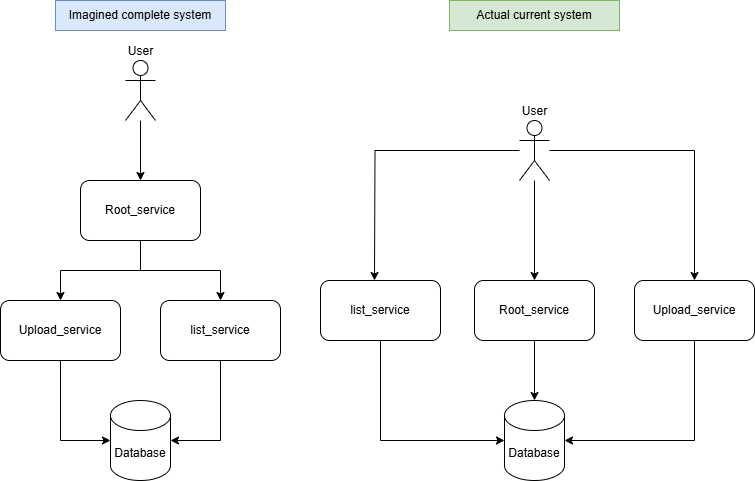 Imagined complete system
Actual current system
User
User
Root_service
list_service
Root_service
Upload_service
Upload_service
list_service
Database
Database